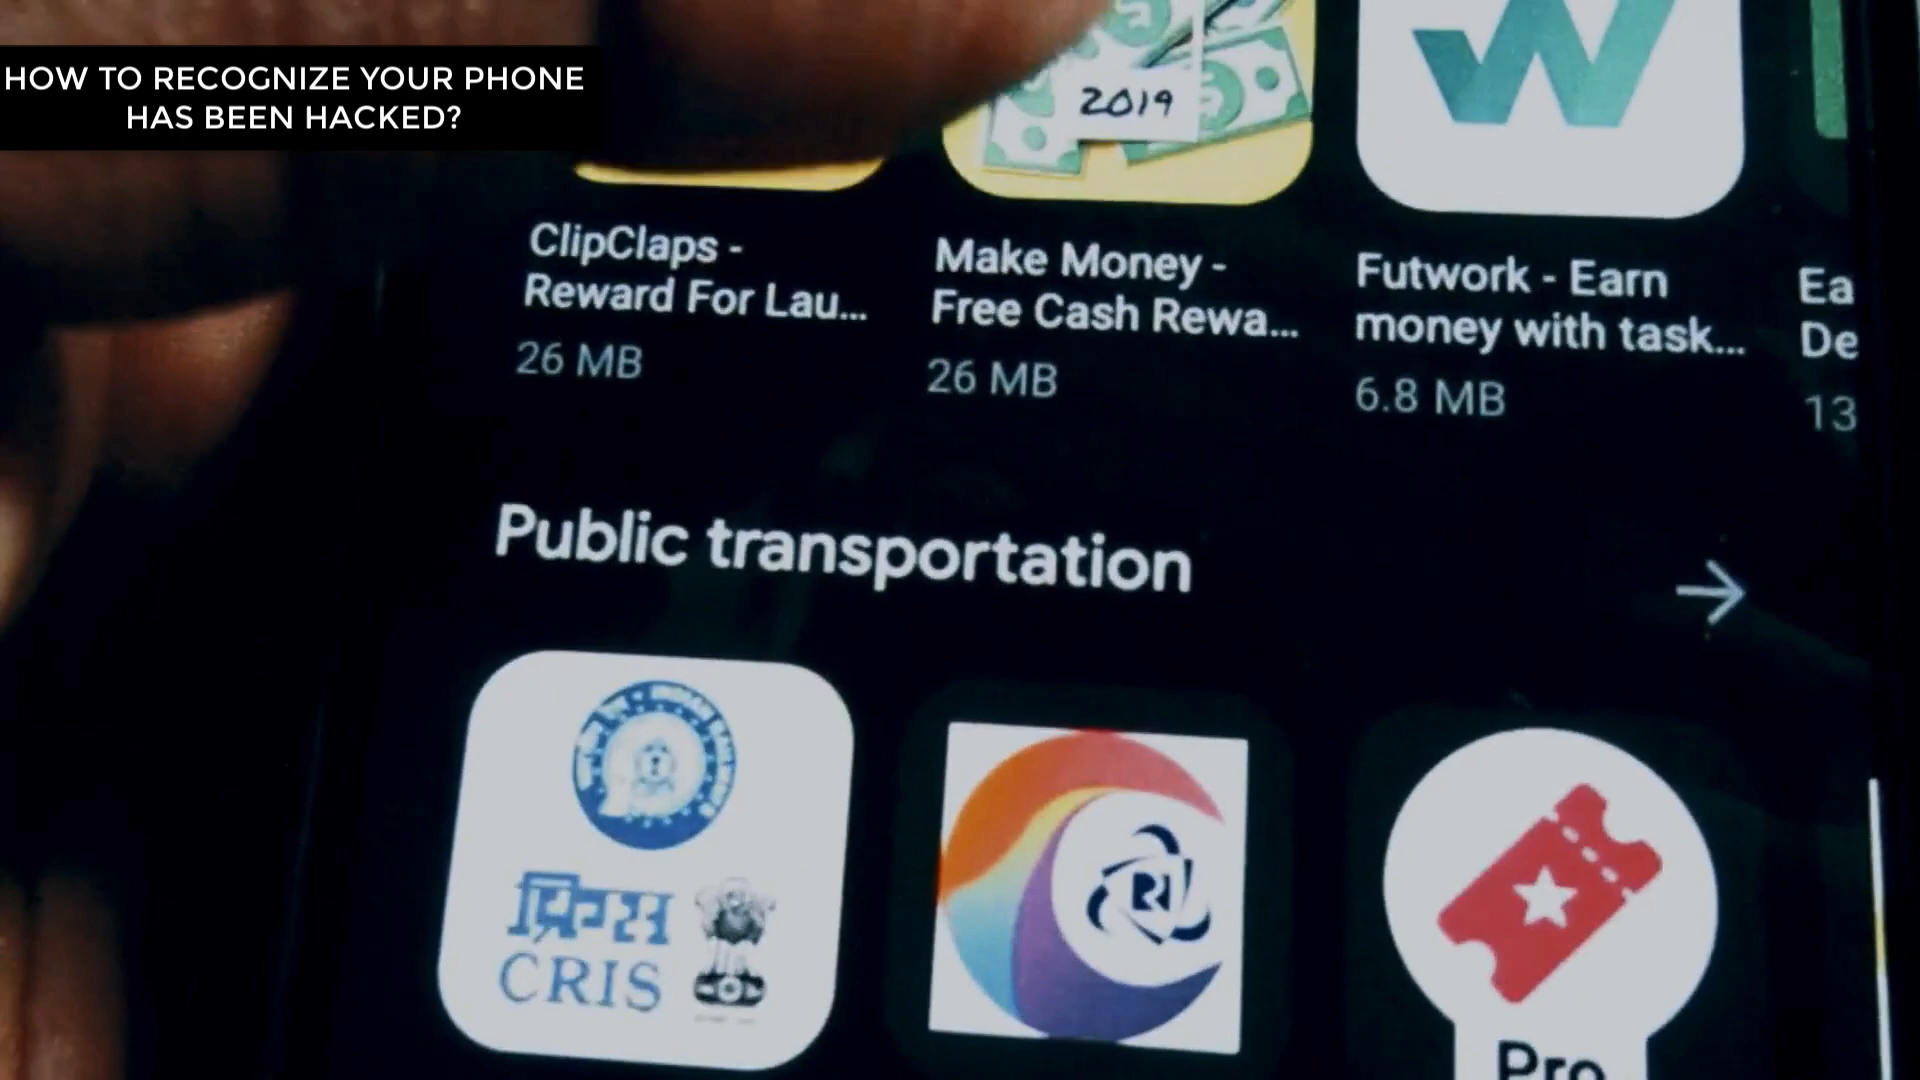 HOW TO RECOGNIZE YOUR PHONE
HAS BEEN HACKED?
2019
ClipClaps -
Reward For Lau...
26 MB
Make Money -
Free Cash Rewa...
26 MB
Futwork - Earn
money with task...
6.8 MB
Ea
De
13
Public transportation
क्रिस
CRIS
Pro